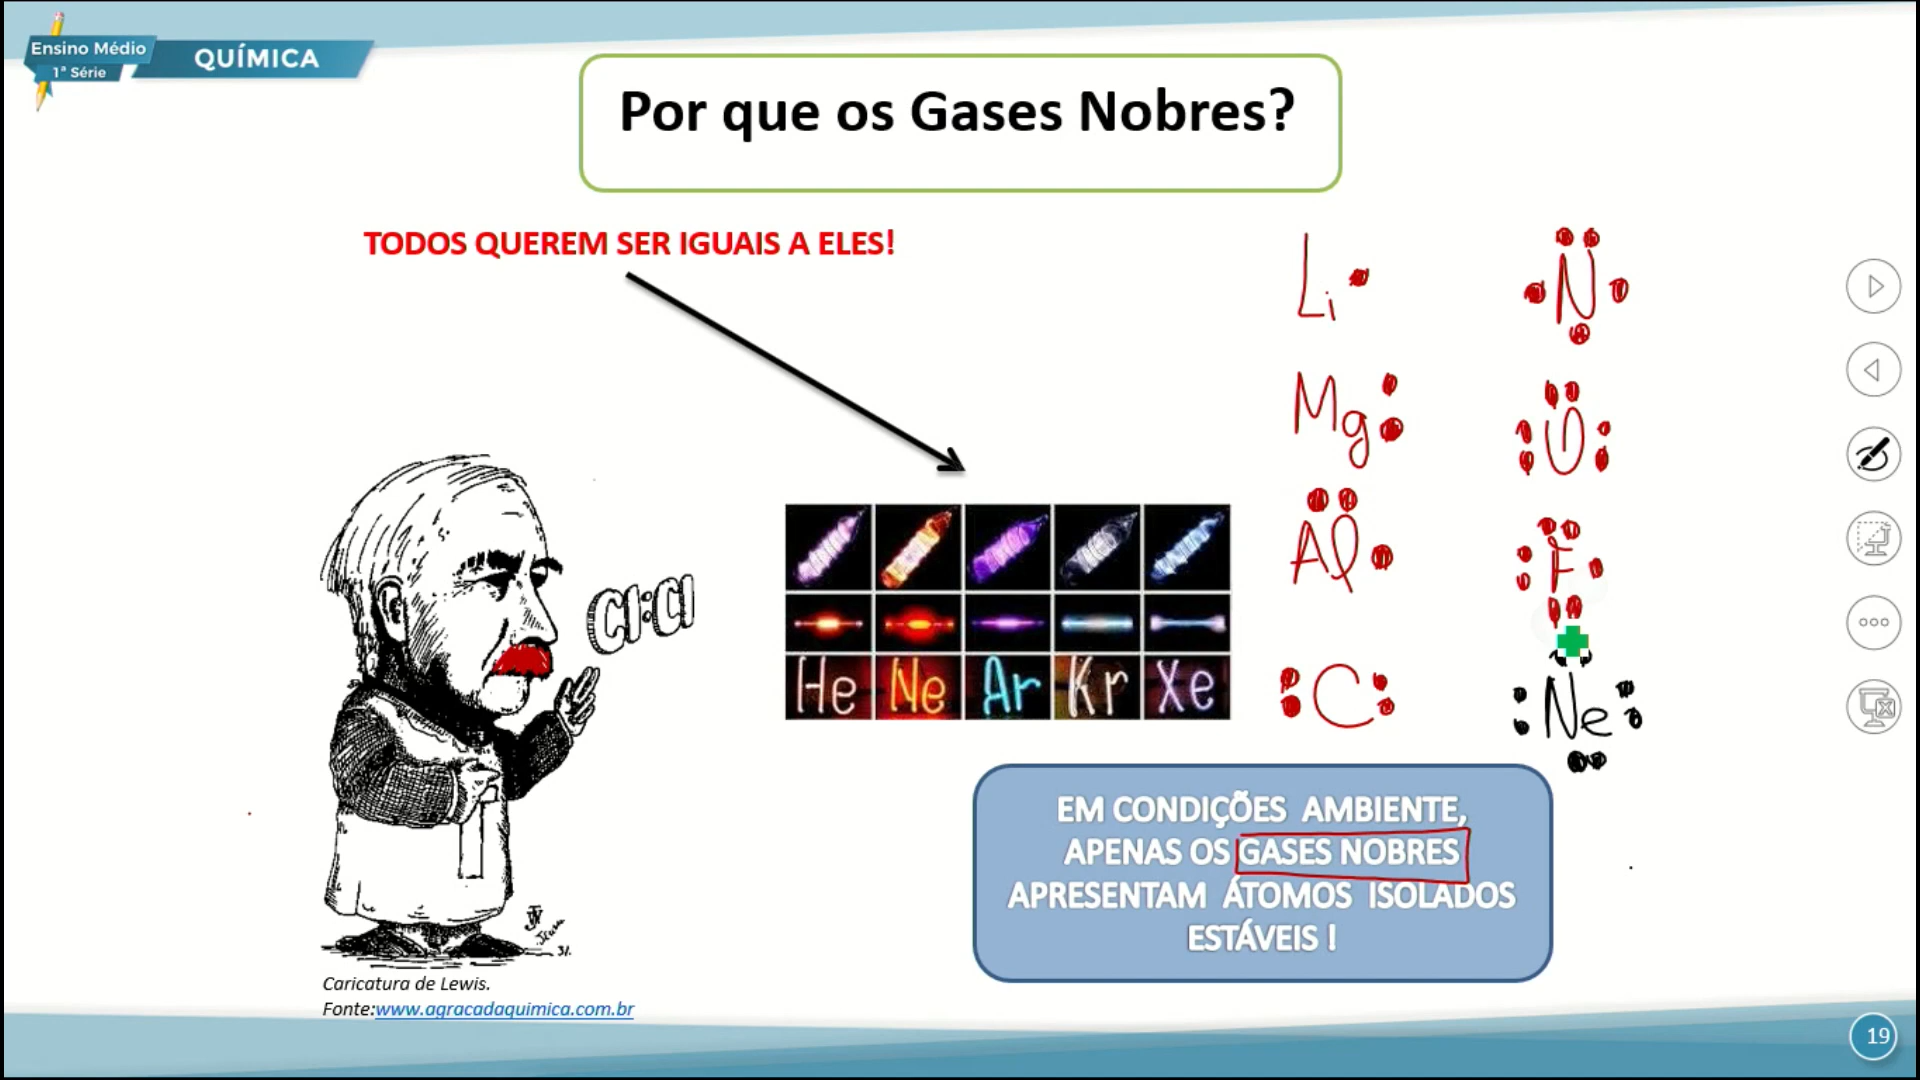 Ensino Médio
1ª Série
QUÍMICA
Por que os Gases Nobres?
TODOS QUEREM SER IGUAIS A ELES!
Li
N
Mg
O
Al
F
C
Ne
Cl:Cl
He Ne Ar Kr Xe
EM CONDIÇÕES AMBIENTE,
APENAS OS GASES NOBRES
APRESENTAM ÁTOMOS ISOLADOS
ESTÁVEIS !
Caricatura de Lewis.
Fonte:www.agracadaquimica.com.br
19